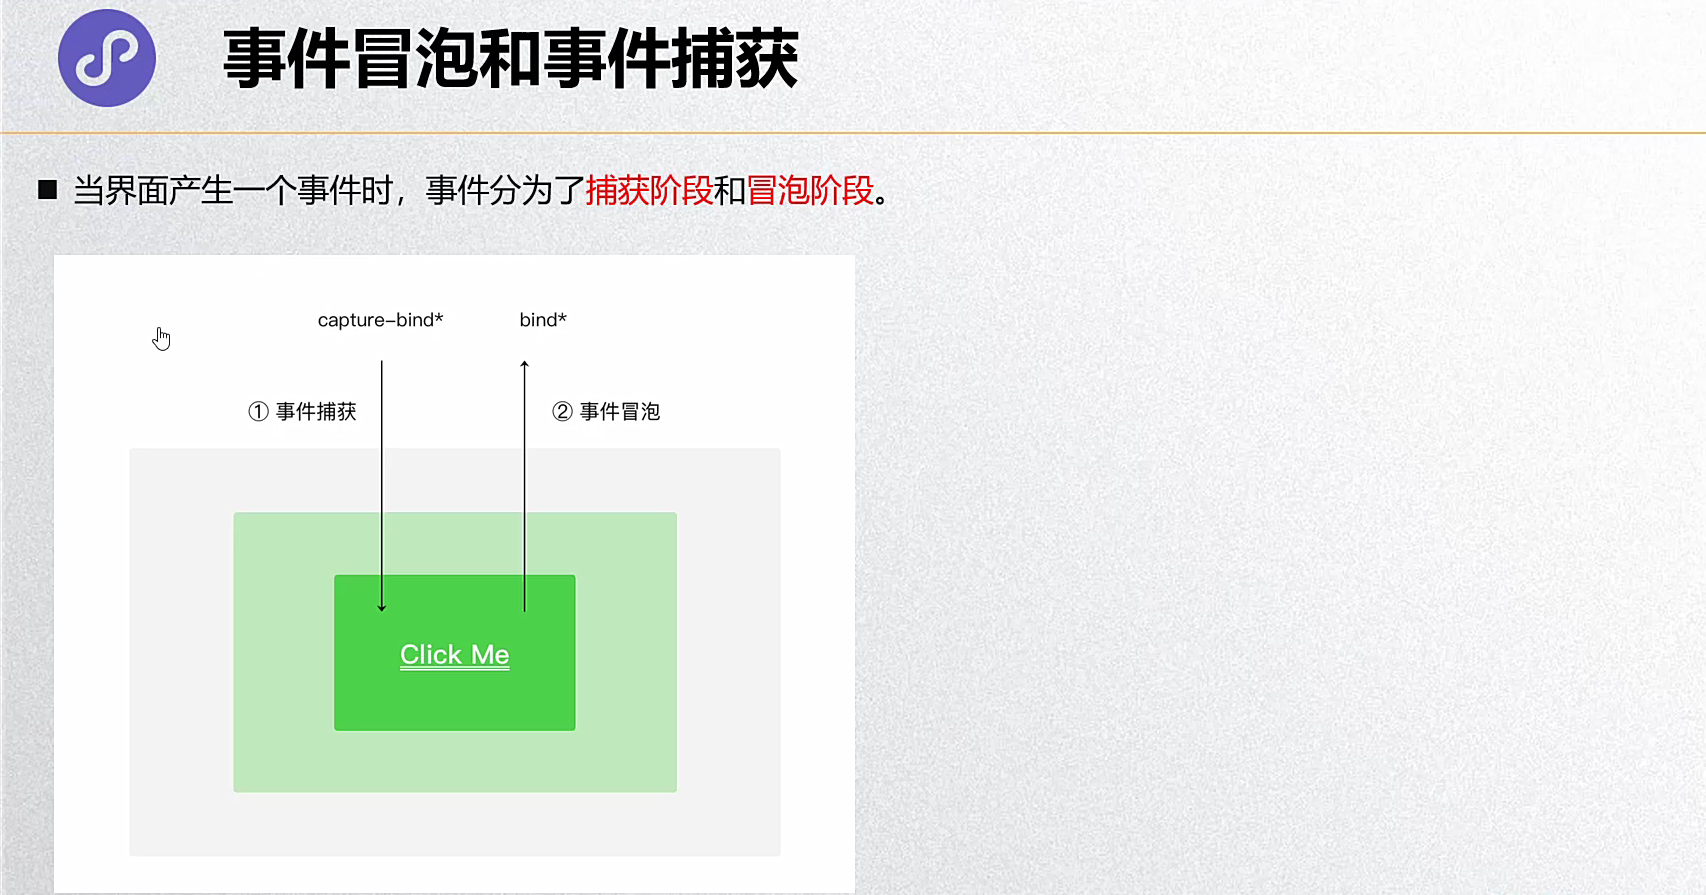 事件冒泡和事件捕获
■ 当界面产生一个事件时，事件分为了捕获阶段和冒泡阶段。
capture-bind* bind*
① 事件捕获 ② 事件冒泡
Click Me